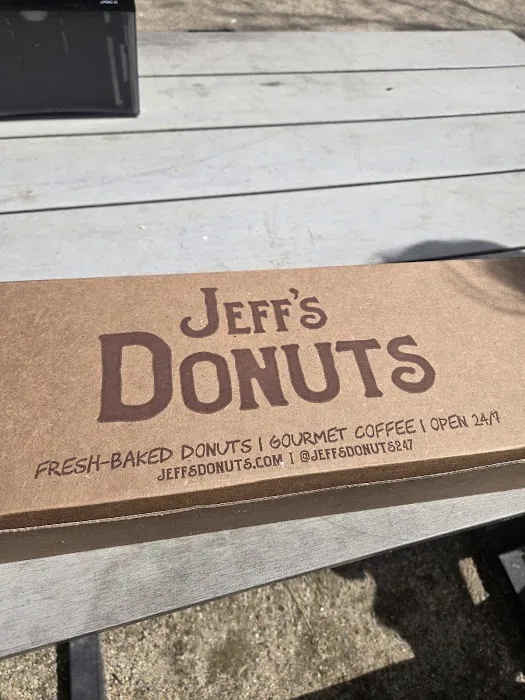 Jeff's
Donuts
Fresh-Baked Donuts | Gourmet Coffee | Open 24/7
JeffsDonuts.com | @JeffsDonuts247